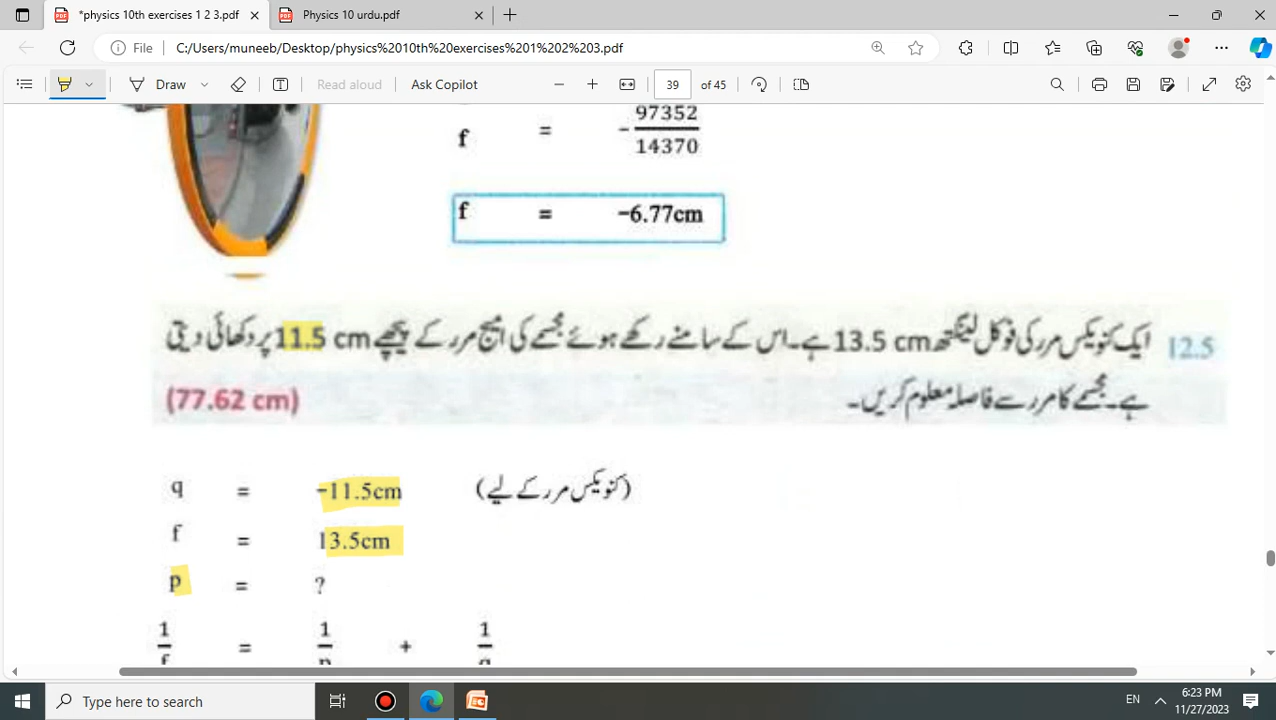 *physics 10th exercises 1 2 3.pdf
Physics 10 urdu.pdf
File C:/Users/muneeb/Desktop/physics%2010th%20exercises%201%202%203.pdf
Draw Read aloud Ask Copilot 39 of 45
f = - 97352 / 14370
f = -6.77cm
12.5 ایک کنویکس مرر کی فوکل لینگتھ 13.5 cm ہے۔ اس کے سامنے رکھے ہوئے مجسمے کی امیج مرر کے پیچھے 11.5 cm پر دکھائی دیتی
ہے۔ مجسمے کا مرر سے فاصلہ معلوم کریں۔ (77.62 cm)
q = -11.5cm (کنویکس مرر کے لیے)
f = 13.5cm
p = ?
1/f = 1/p + 1/q
Type here to search
EN 6:23 PM
11/27/2023